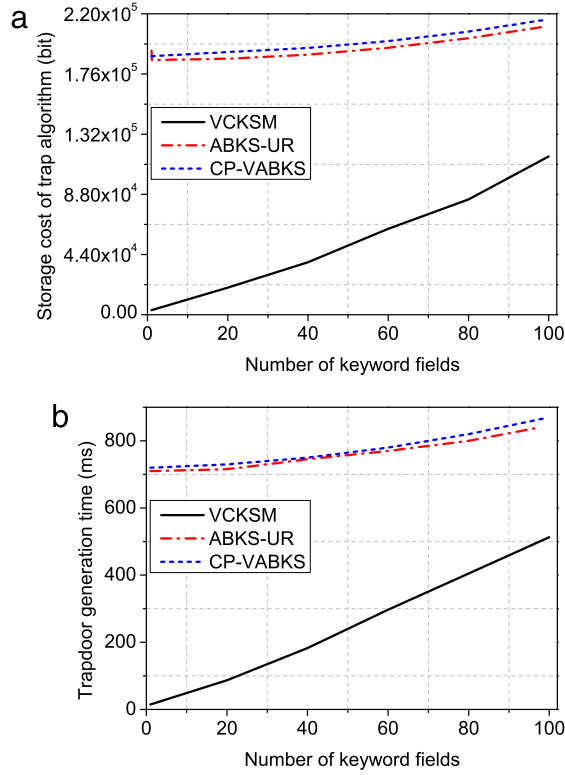 a
2.20x10⁵
1.76x10⁵
1.32x10⁵
8.80x10⁴
4.40x10⁴
0.00
Storage cost of trap algorithm (bit)
VCKSM
ABKS-UR
CP-VABKS
0 20 40 60 80 100
Number of keyword fields
b
800
600
400
200
0
Trapdoor generation time (ms)
VCKSM
ABKS-UR
CP-VABKS
0 20 40 60 80 100
Number of keyword fields